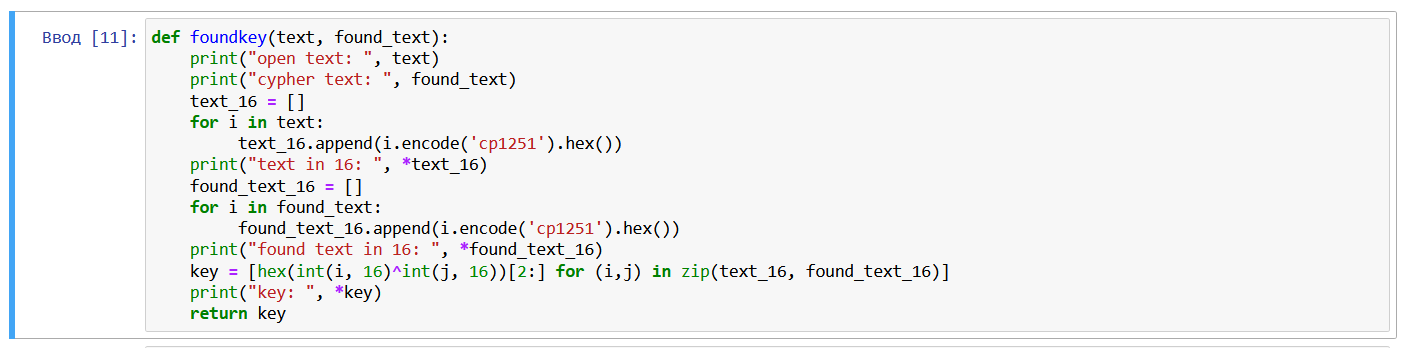 Ввод [11]: def foundkey(text, found_text):
    print("open text: ", text)
    print("cypher text: ", found_text)
    text_16 = []
    for i in text:
         text_16.append(i.encode('cp1251').hex())
    print("text in 16: ", *text_16)
    found_text_16 = []
    for i in found_text:
         found_text_16.append(i.encode('cp1251').hex())
    print("found text in 16: ", *found_text_16)
    key = [hex(int(i, 16)^int(j, 16))[2:] for (i,j) in zip(text_16, found_text_16)]
    print("key: ", *key)
    return key